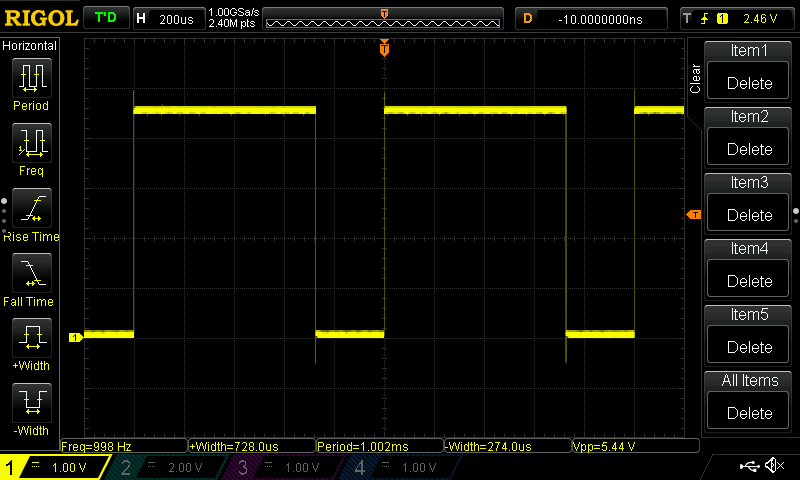 RIGOL T'D H 200us 1.00GSa/s 2.40M pts T D -10.0000000ns T 1 2.46 V
Horizontal
Period
Freq
Rise Time
Fall Time
+Width
-Width
T
T
1
Clear
Item1
Delete
Item2
Delete
Item3
Delete
Item4
Delete
Item5
Delete
All Items
Delete
Freq=998 Hz +Width=728.0us Period=1.002ms -Width=274.0us Vpp=5.44 V
1 1.00 V 2 2.00 V 3 1.00 V 4 1.00 V